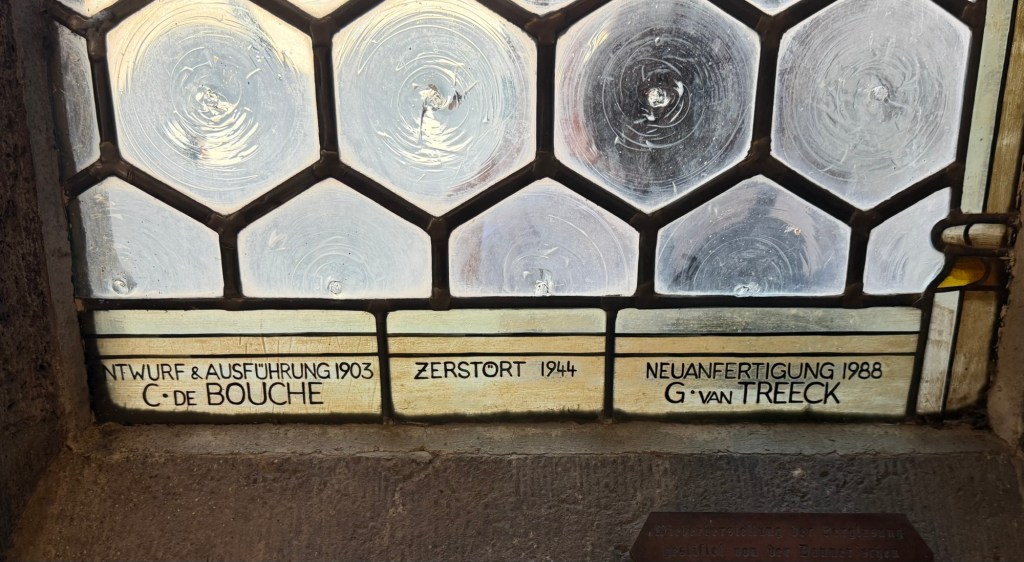 NTWURF & AUSFÜHRUNG 1903
C · DE BOUCHE
ZERSTÖRT 1944
NEUANFERTIGUNG 1988
G · VAN TREECK